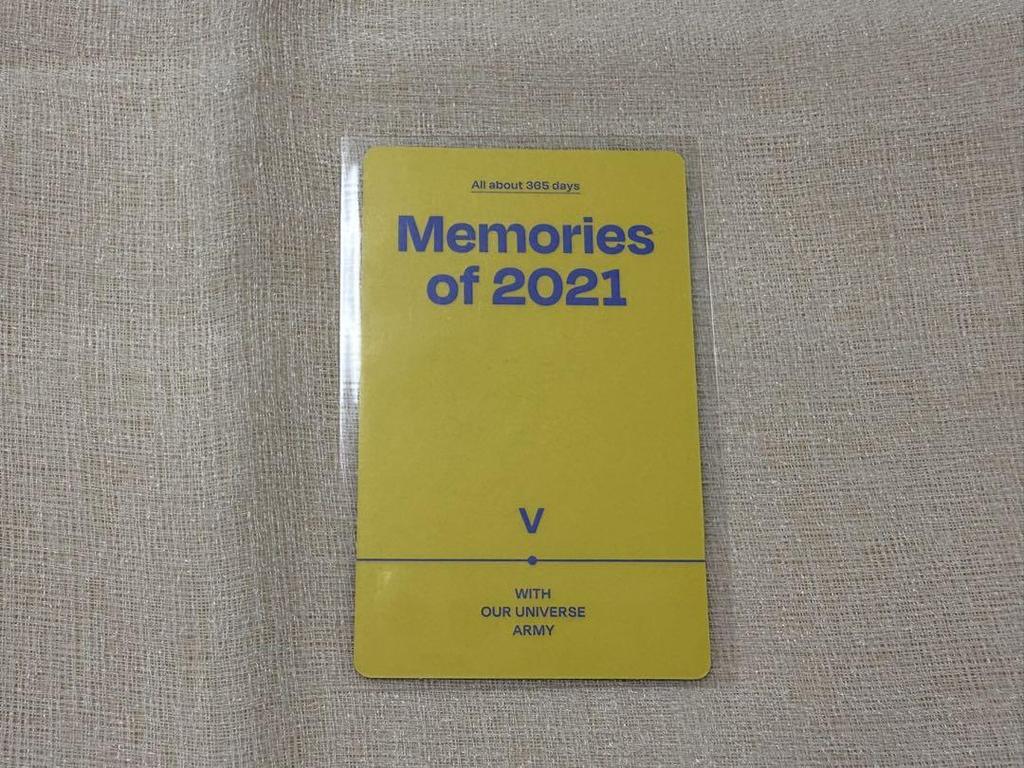 All about 365 days
Memories
of 2021
V
WITH
OUR UNIVERSE
ARMY